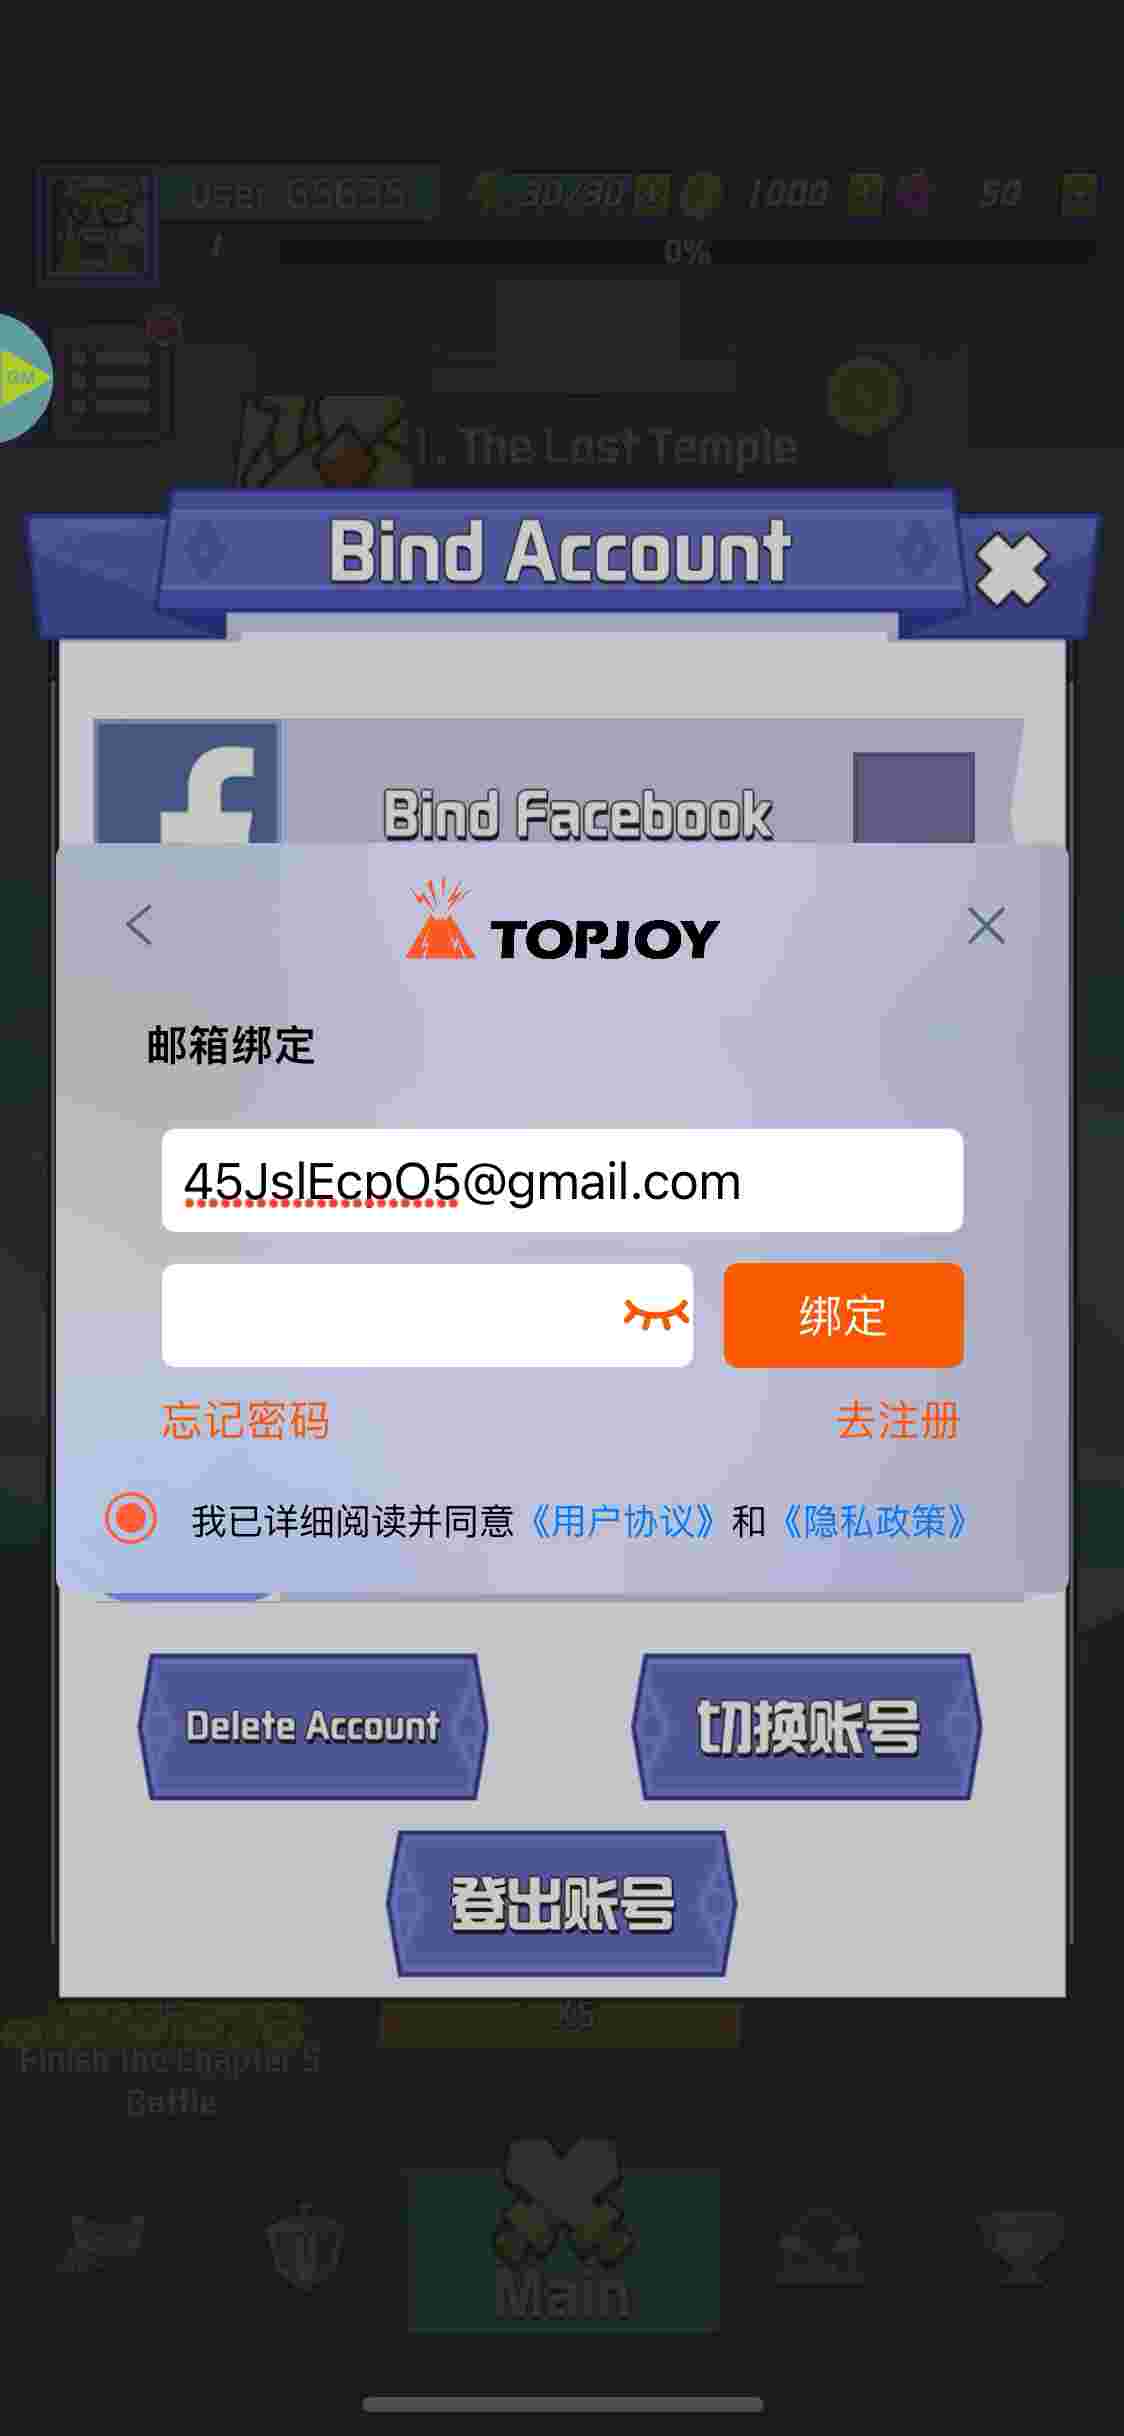 User 65635
30/30
1000
50
1
0%
GM
1. The Lost Temple
Bind Account
Bind Facebook
TOPJOY
邮箱绑定
45JslEcpO5@gmail.com
绑定
忘记密码
去注册
我已详细阅读并同意《用户协议》和《隐私政策》
Delete Account
切换账号
登出账号
Finish the Chapter 5
Battle
Main